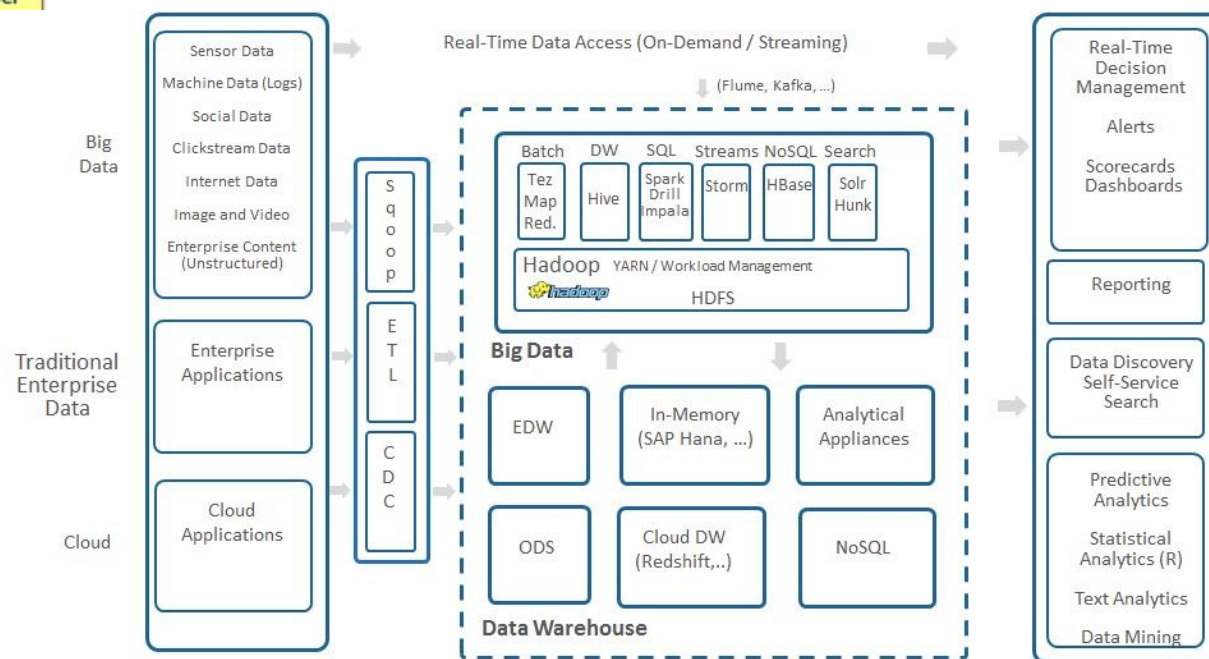 Real-Time Data Access (On-Demand / Streaming)
(Flume, Kafka, ...)
Big
Data
Sensor Data
Machine Data (Logs)
Social Data
Clickstream Data
Internet Data
Image and Video
Enterprise Content
(Unstructured)
Traditional
Enterprise
Data
Enterprise
Applications
Cloud
Cloud
Applications
Sqoop
ETL
CDC
Batch
Tez
Map
Red.
DW
Hive
SQL
Spark
Drill
Impala
Streams
Storm
NoSQL
HBase
Search
Solr
Hunk
Hadoop YARN / Workload Management
hadoop
HDFS
Big Data
EDW
In-Memory
(SAP Hana, ...)
Analytical
Appliances
ODS
Cloud DW
(Redshift,..)
NoSQL
Data Warehouse
Real-Time
Decision
Management
Alerts
Scorecards
Dashboards
Reporting
Data Discovery
Self-Service
Search
Predictive
Analytics
Statistical
Analytics (R)
Text Analytics
Data Mining